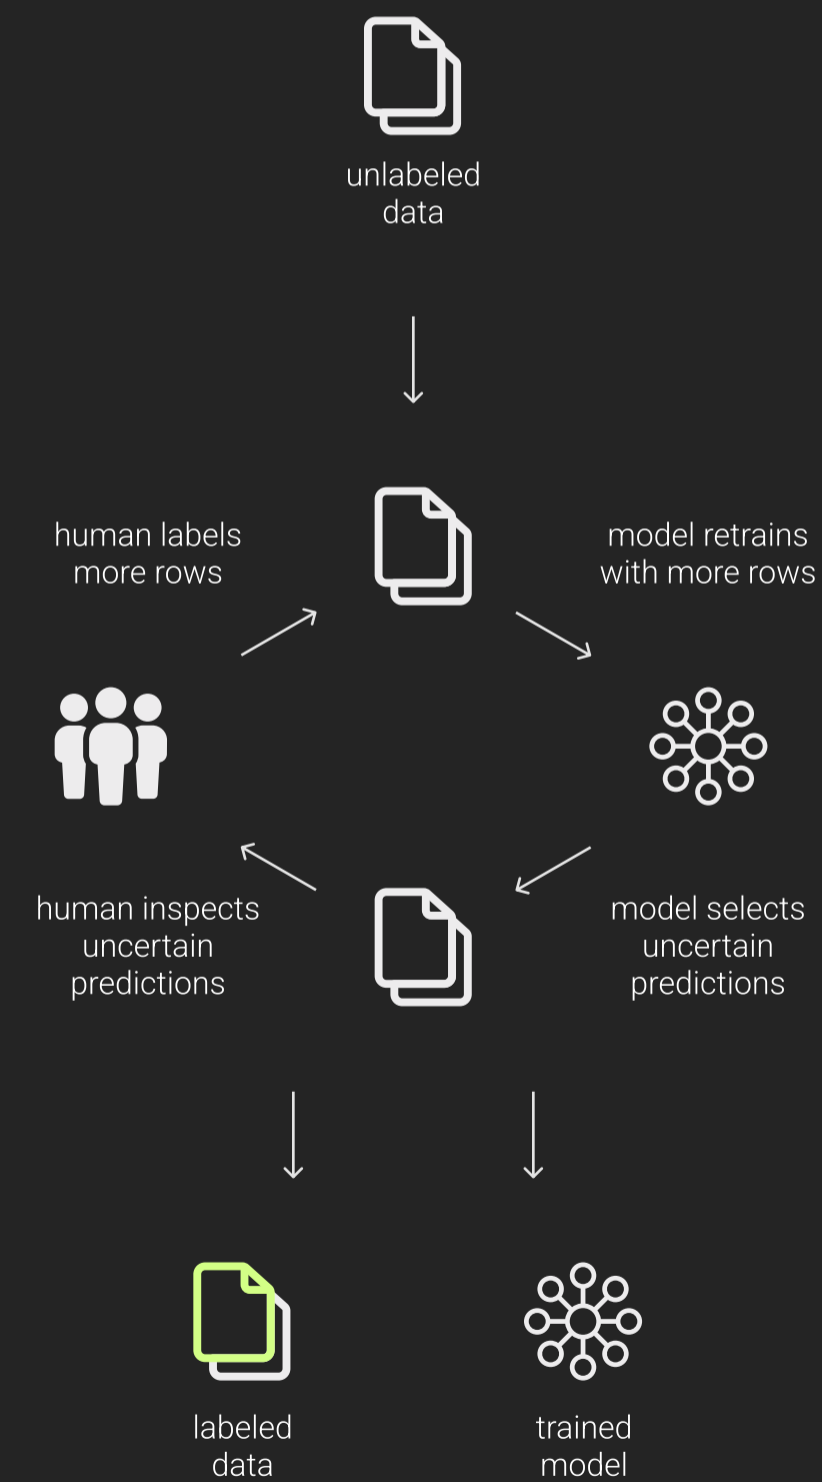 unlabeled
data
human labels
more rows
model retrains
with more rows
human inspects
uncertain
predictions
model selects
uncertain
predictions
labeled
data
trained
model